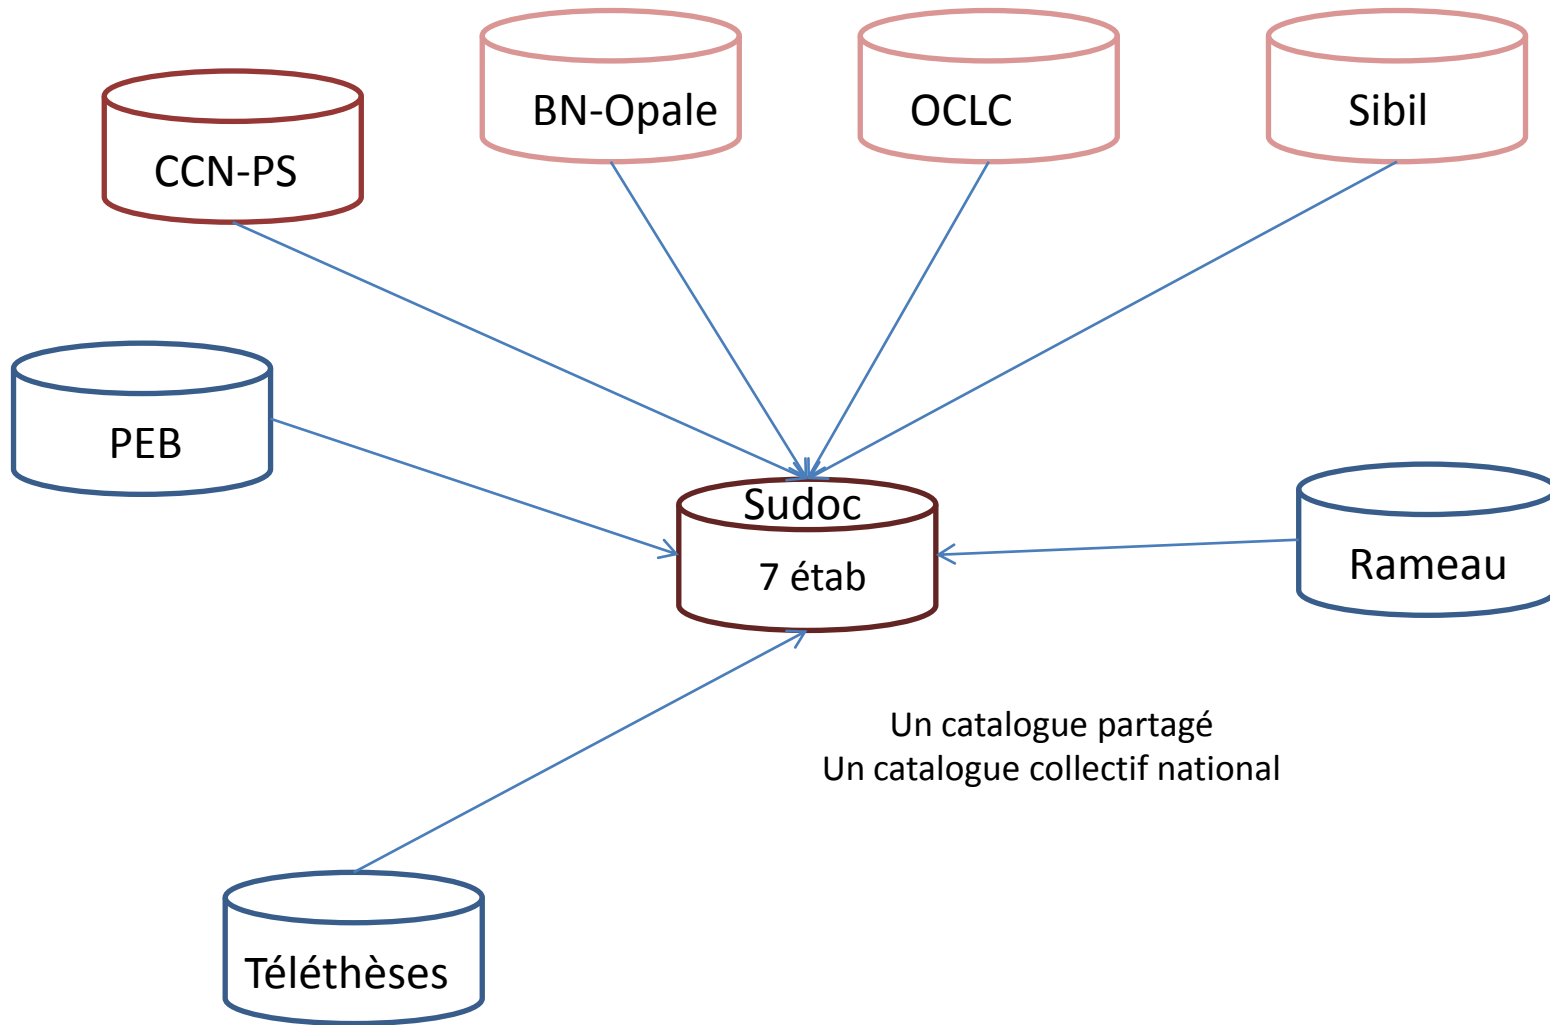 BN-Opale
OCLC
Sibil
CCN-PS
PEB
Sudoc
7 étab
Rameau
Un catalogue partagé
Un catalogue collectif national
Téléthèses